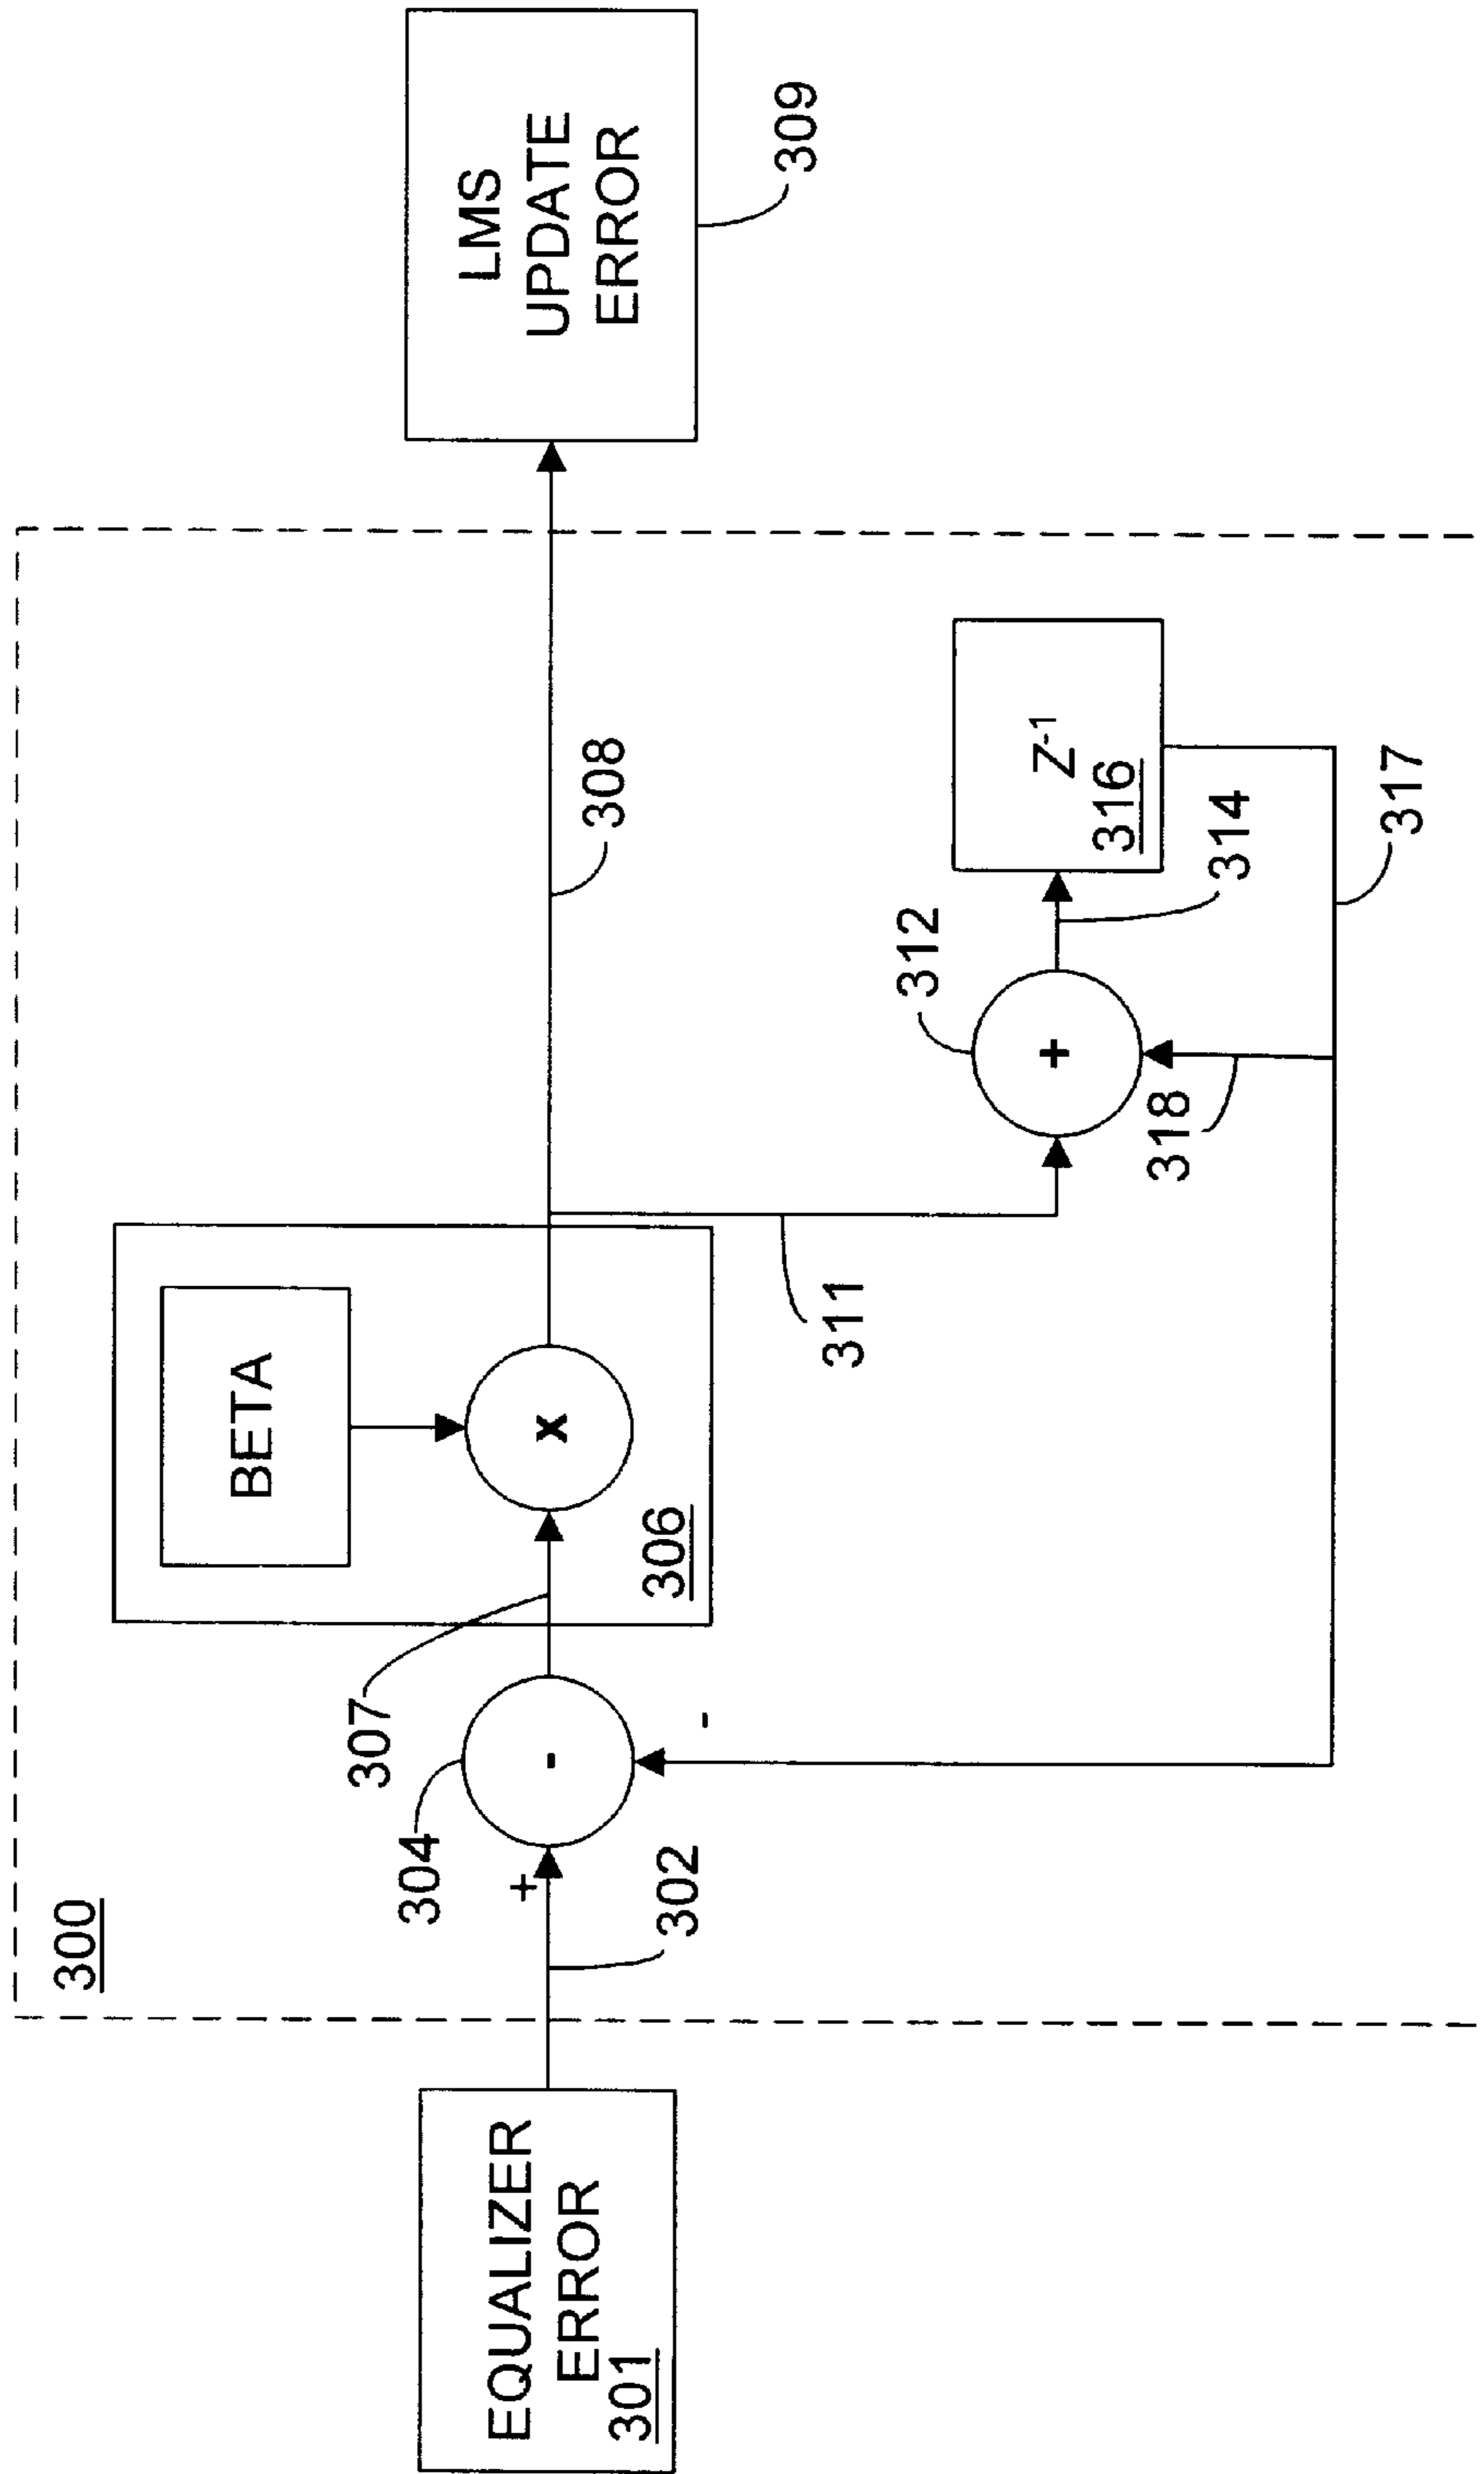 300
EQUALIZER
ERROR
301
+
302
304
-
-
307
BETA
x
306
308
311
312
+
318
314
Z-1
316
317
LMS
UPDATE
ERROR
309